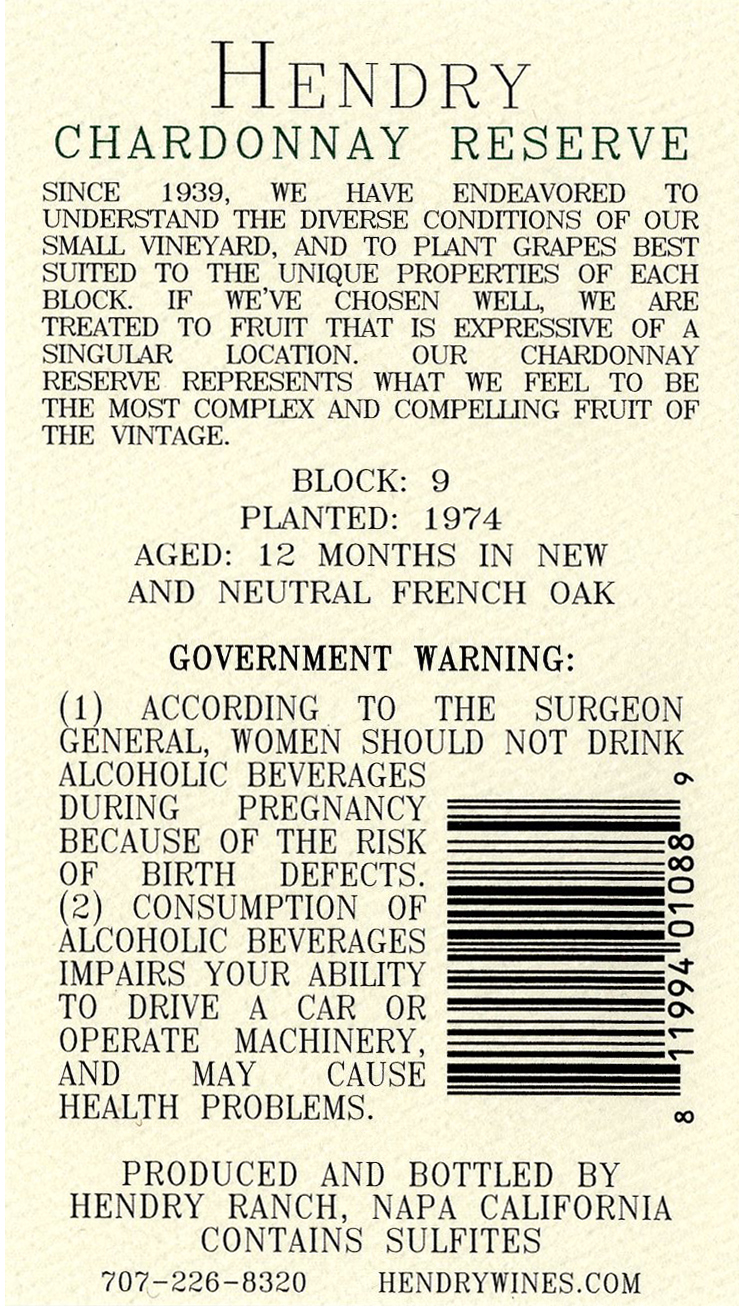 HENDRY
CHARDONNAY RESERVE
SINCE 1939, WE HAVE ENDEAVORED TO
UNDERSTAND THE DIVERSE CONDITIONS OF OUR
SMALL VINEYARD, AND TO PLANT GRAPES BEST
SUITED TO THE UNIQUE PROPERTIES OF EACH
BLOCK. IF WE'VE CHOSEN WELL, WE ARE
TREATED TO FRUIT THAT IS EXPRESSIVE OF A
SINGULAR LOCATION. OUR CHARDONNAY
RESERVE REPRESENTS WHAT WE FEEL TO BE
THE MOST COMPLEX AND COMPELLING FRUIT OF
THE VINTAGE.
BLOCK: 9
PLANTED: 1974
AGED: 12 MONTHS IN NEW
AND NEUTRAL FRENCH OAK
GOVERNMENT WARNING:
(1) ACCORDING TO THE SURGEON
GENERAL, WOMEN SHOULD NOT DRINK
ALCOHOLIC BEVERAGES
DURING PREGNANCY
BECAUSE OF THE RISK
OF BIRTH DEFECTS.
(2) CONSUMPTION OF
ALCOHOLIC BEVERAGES
IMPAIRS YOUR ABILITY
TO DRIVE A CAR OR
OPERATE MACHINERY,
AND MAY CAUSE
HEALTH PROBLEMS.
8 11994 01088 9
PRODUCED AND BOTTLED BY
HENDRY RANCH, NAPA CALIFORNIA
CONTAINS SULFITES
707-226-8320 HENDRYWINES.COM